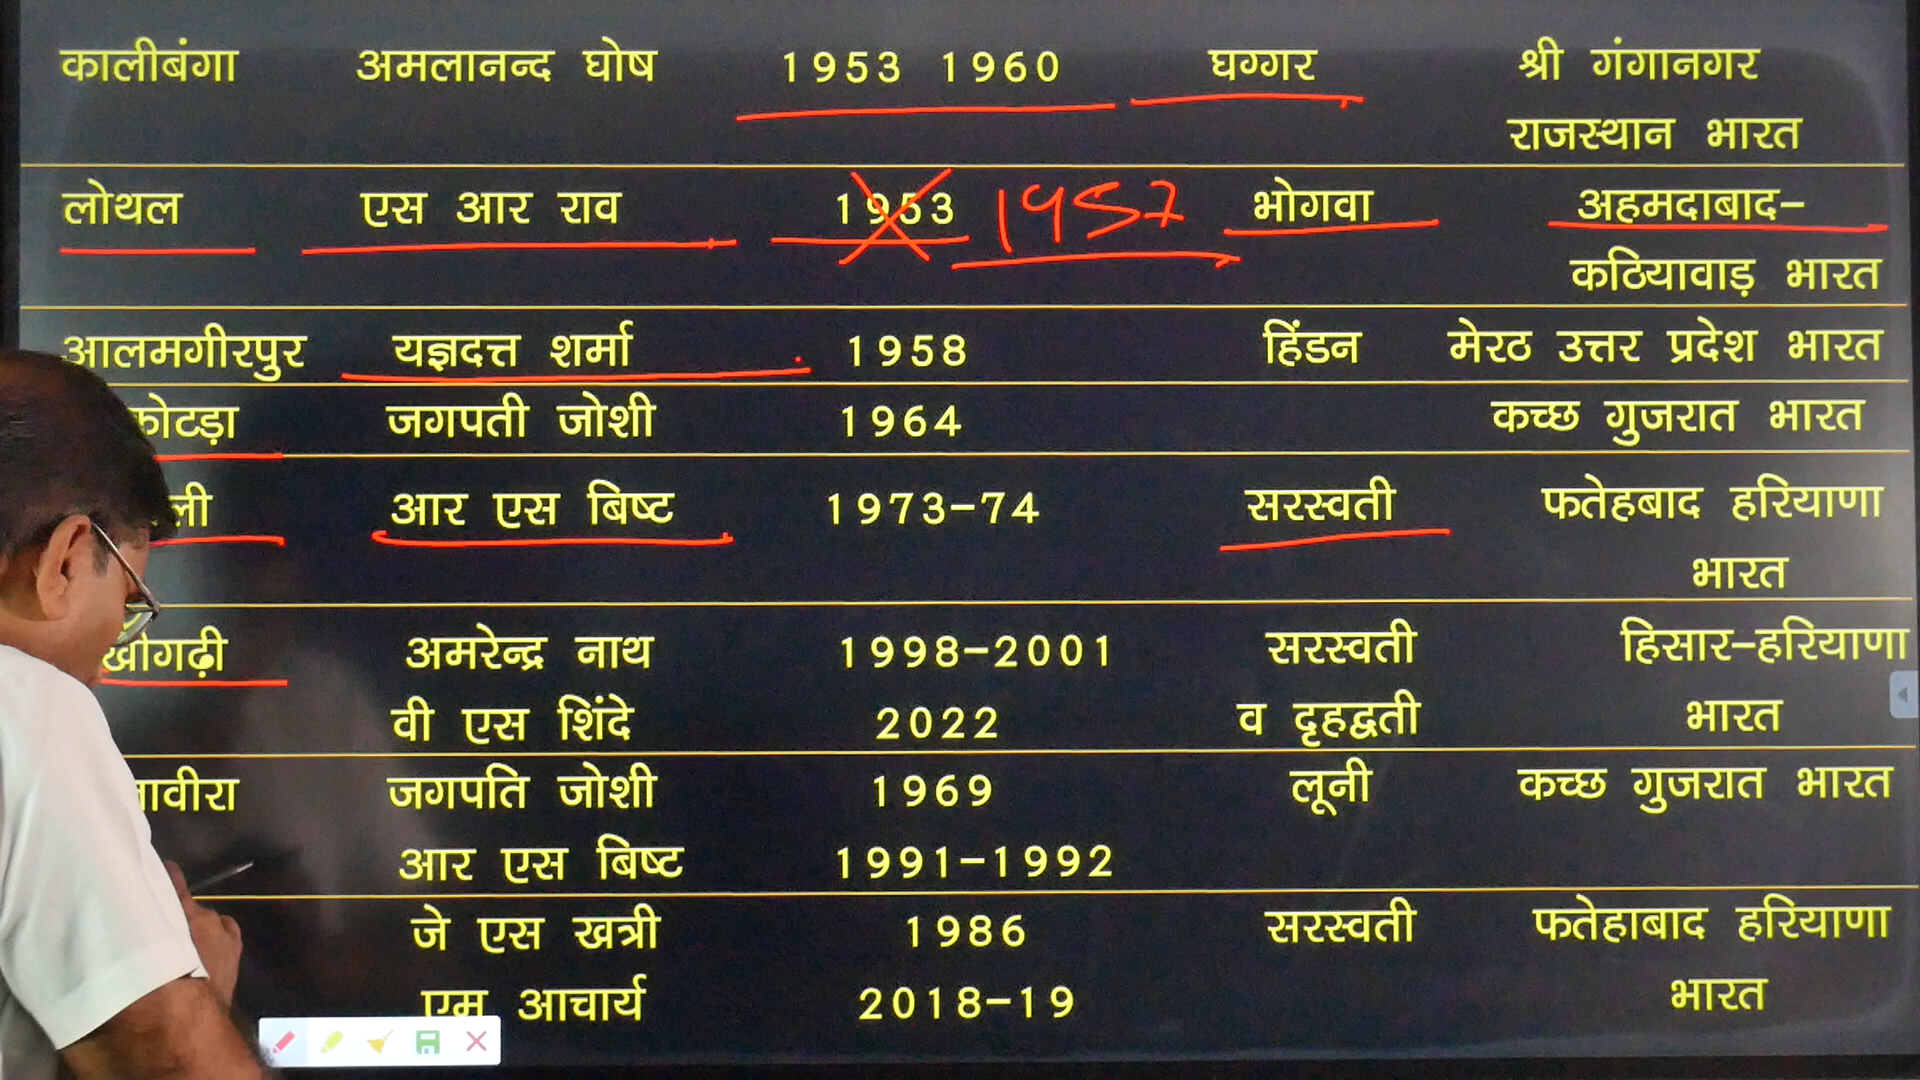 कालीबंगा अमलानन्द घोष 1953 1960 घग्गर श्री गंगानगर
राजस्थान भारत
लोथल एस आर राव 1953 1957 भोगवा अहमदाबाद-
कठियावाड़ भारत
आलमगीरपुर यज्ञदत्त शर्मा 1958 हिंडन मेरठ उत्तर प्रदेश भारत
कोटड़ा जगपती जोशी 1964 कच्छ गुजरात भारत
ली आर एस बिष्ट 1973-74 सरस्वती फतेहबाद हरियाणा
भारत
खीगढ़ी अमरेन्द्र नाथ 1998-2001 सरस्वती हिसार-हरियाणा
वी एस शिंदे 2022 व दृहद्वती भारत
ावीरा जगपति जोशी 1969 लूनी कच्छ गुजरात भारत
आर एस बिष्ट 1991-1992
जे एस खत्री 1986 सरस्वती फतेहाबाद हरियाणा
एम आचार्य 2018-19 भारत